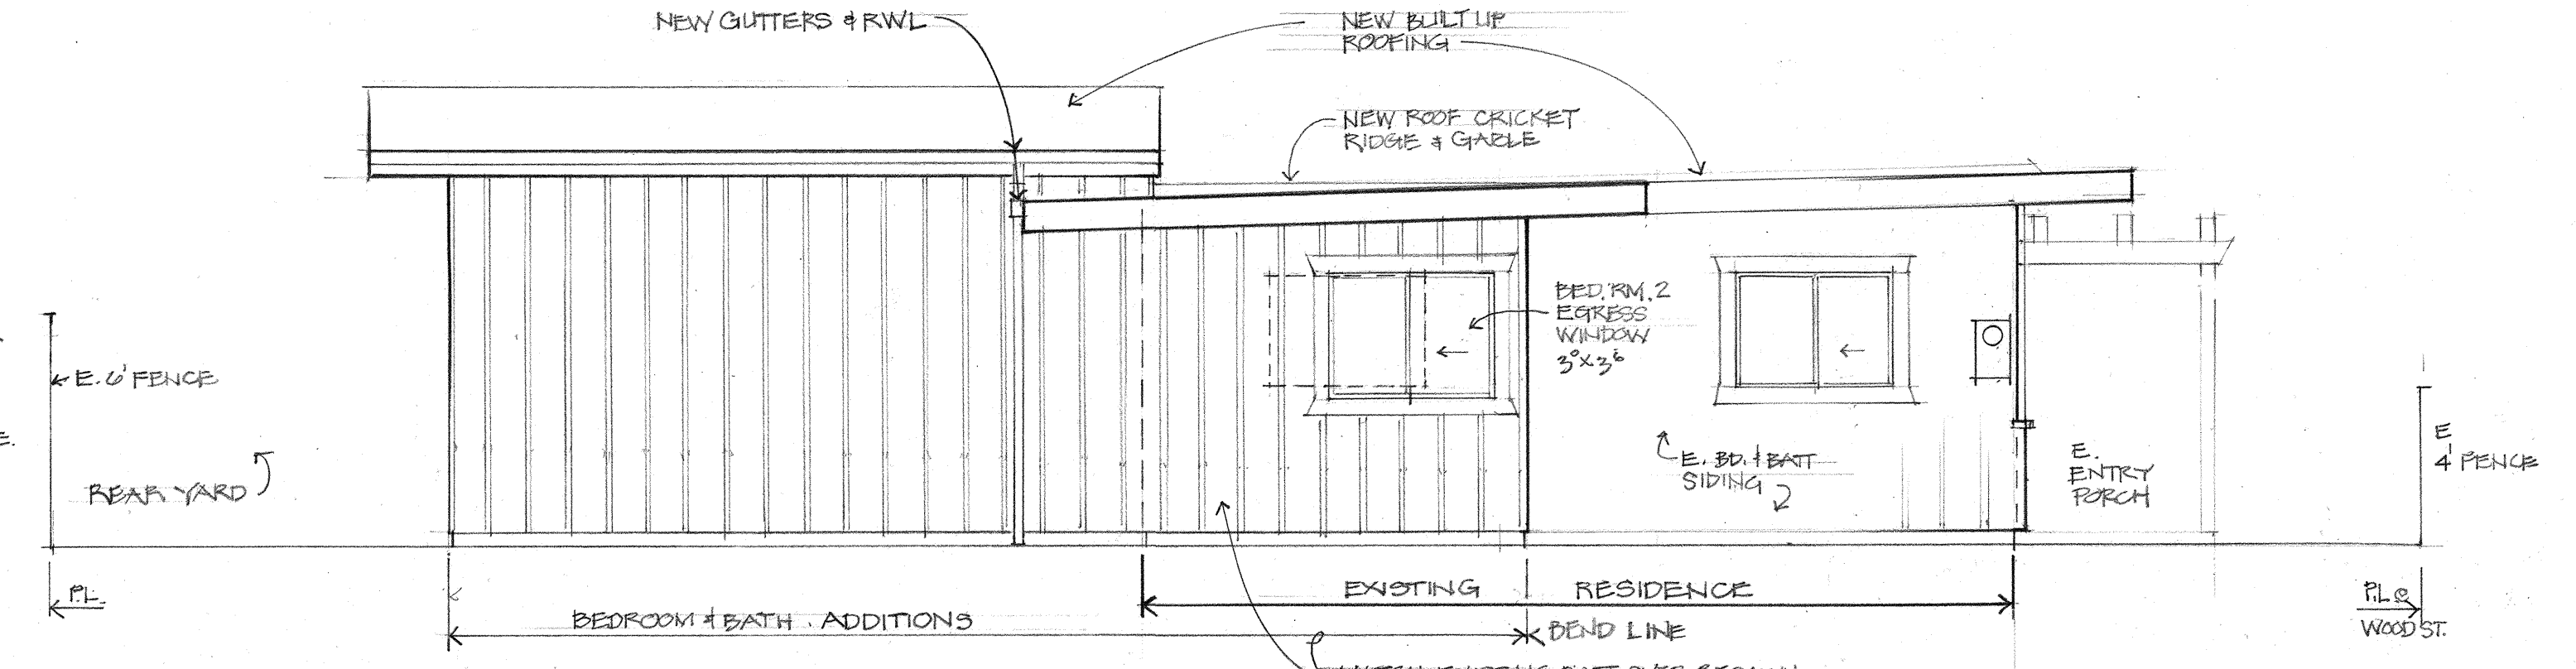 NEW GUTTERS & RWL
NEW BUILT UP
ROOFING
NEW ROOF CRICKET
RIDGE & GABLE
BED. RM. 2
EGRESS
WINDOW
3⁰X3⁶
E. 6' FENCE
REAR YARD
E.
E. BD. & BATT
SIDING
E.
ENTRY
PORCH
E
4' FENCE
P.L.
EXISTING RESIDENCE
P.L. @
WOOD ST.
BEDROOM & BATH ADDITIONS
BEND LINE